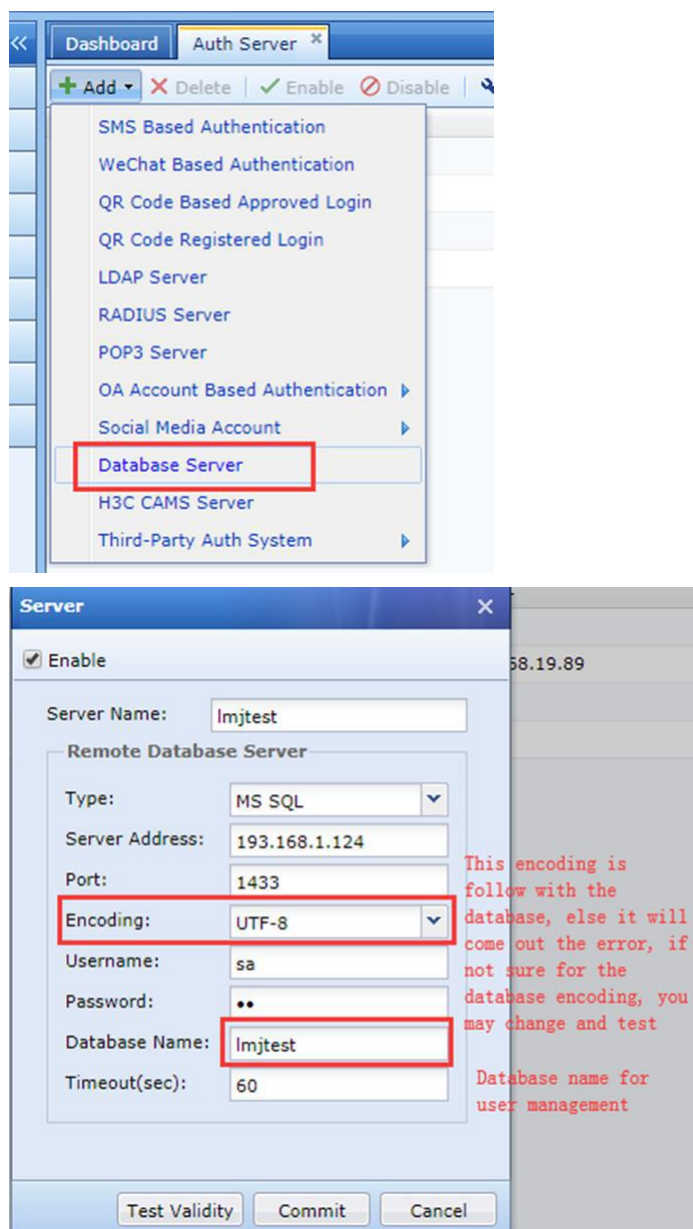 Dashboard Auth Server
Add Delete Enable Disable
SMS Based Authentication
WeChat Based Authentication
QR Code Based Approved Login
QR Code Registered Login
LDAP Server
RADIUS Server
POP3 Server
OA Account Based Authentication
Social Media Account
Database Server
H3C CAMS Server
Third-Party Auth System
Server
Enable
58.19.89
Server Name: lmjtest
Remote Database Server
Type: MS SQL
Server Address: 193.168.1.124
Port: 1433
Encoding: UTF-8
Username: sa
Password: ••
Database Name: lmjtest
Timeout(sec): 60
This encoding is
follow with the
database, else it will
come out the error, if
not sure for the
database encoding, you
may change and test
Database name for
user management
Test Validity Commit Cancel